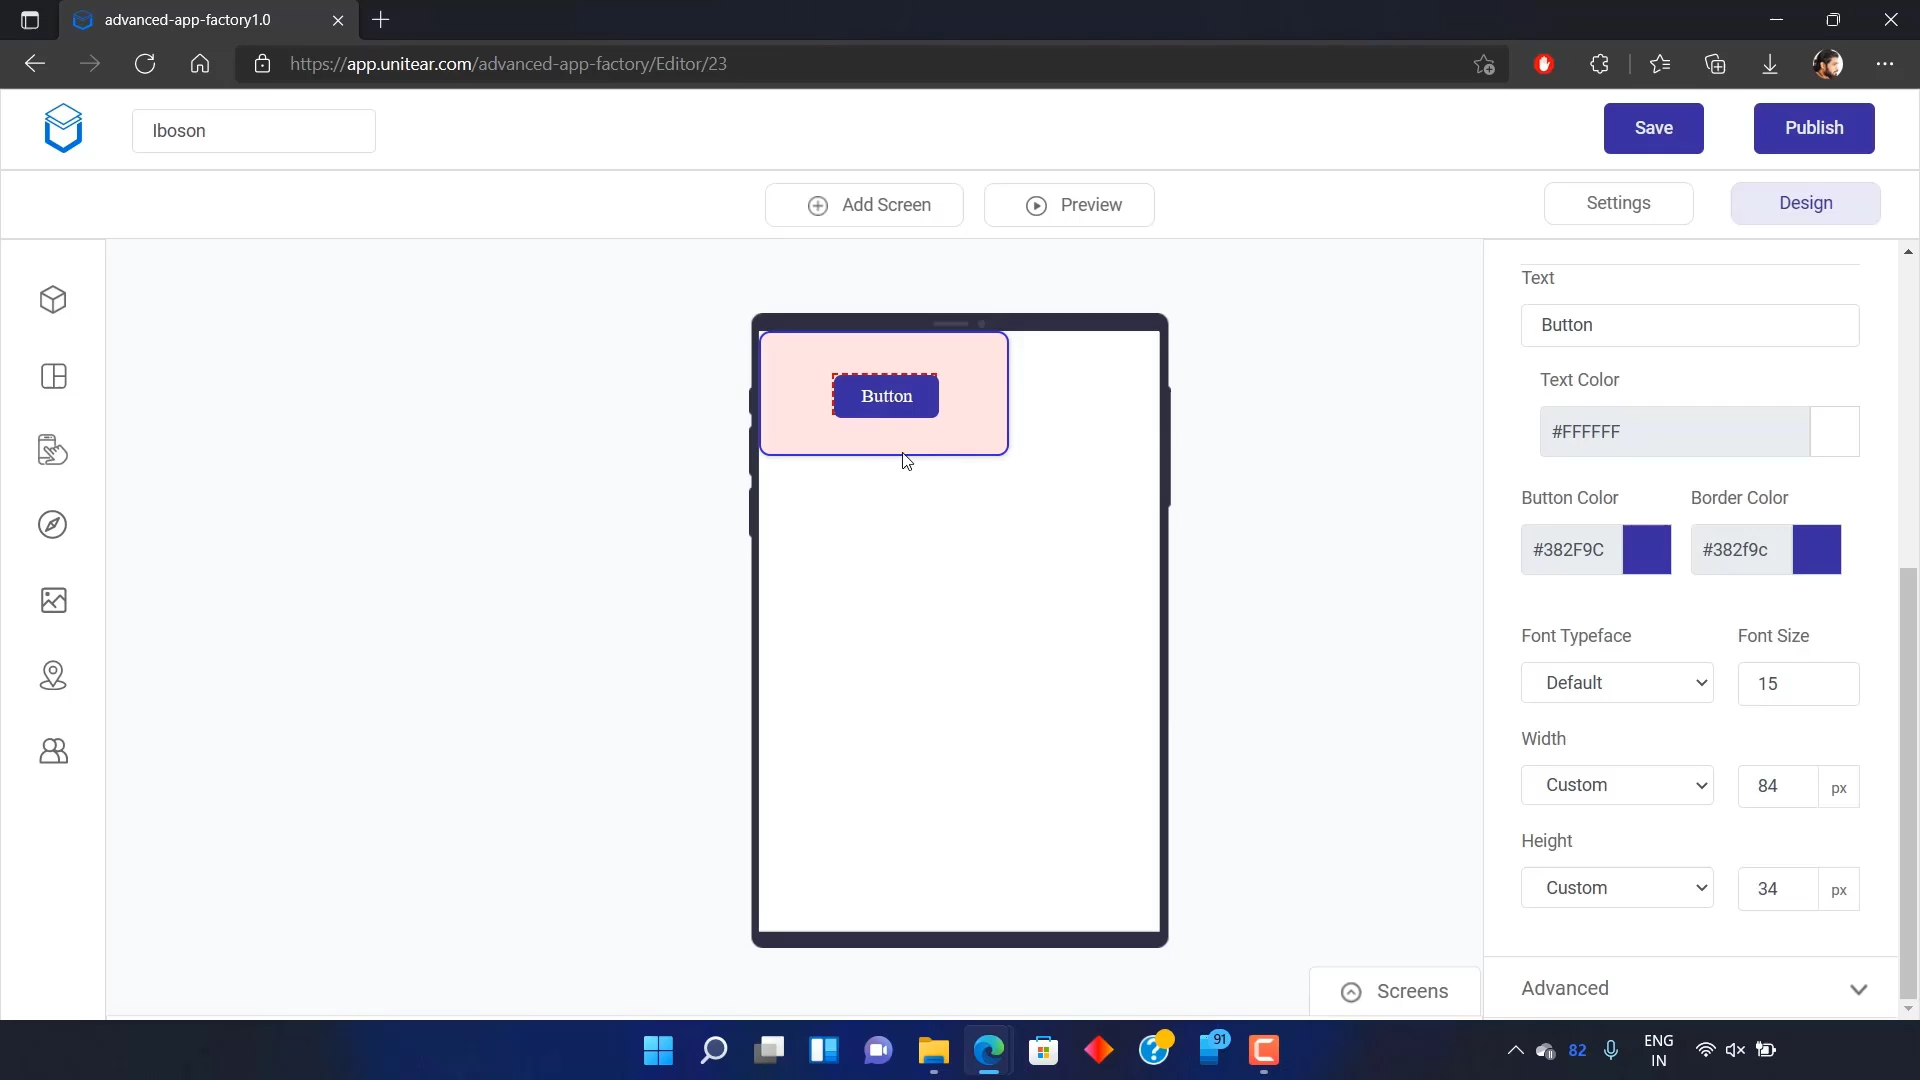 advanced-app-factory1.0
https://app.unitear.com/advanced-app-factory/Editor/23
Iboson
Save
Publish
Add Screen
Preview
Settings
Design
Text
Button
Button
Text Color
#FFFFFF
Button Color
Border Color
#382F9C
#382f9c
Font Typeface
Font Size
Default
15
Width
Custom
84
px
Height
Custom
34
px
Screens
Advanced
91
82
ENG
IN